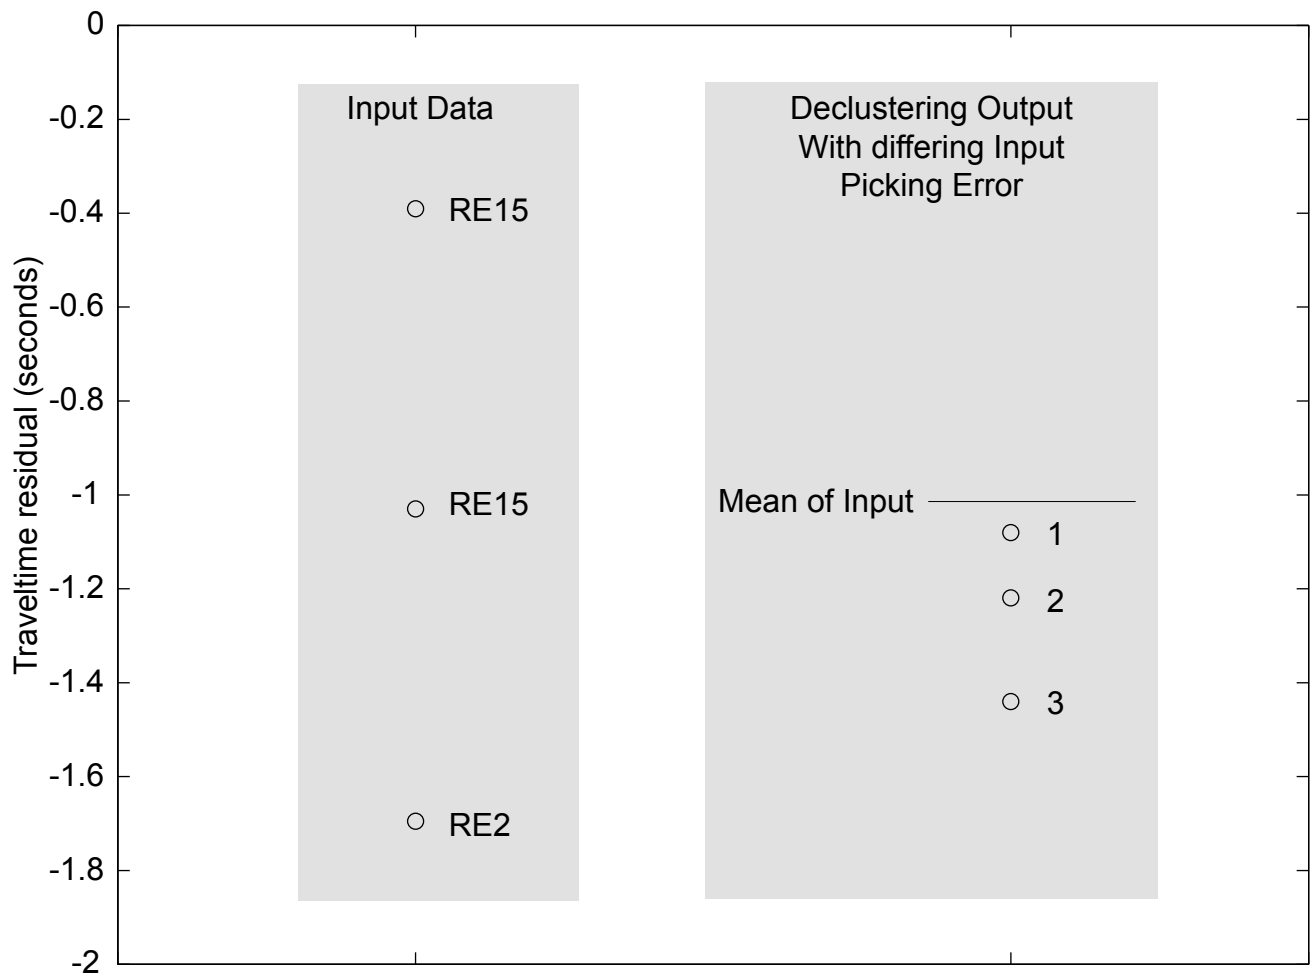 0
-0.2
-0.4
-0.6
-0.8
-1
-1.2
-1.4
-1.6
-1.8
-2
Traveltime residual (seconds)
Input Data
RE15
RE15
RE2
Declustering Output
With differing Input
Picking Error
Mean of Input
1
2
3